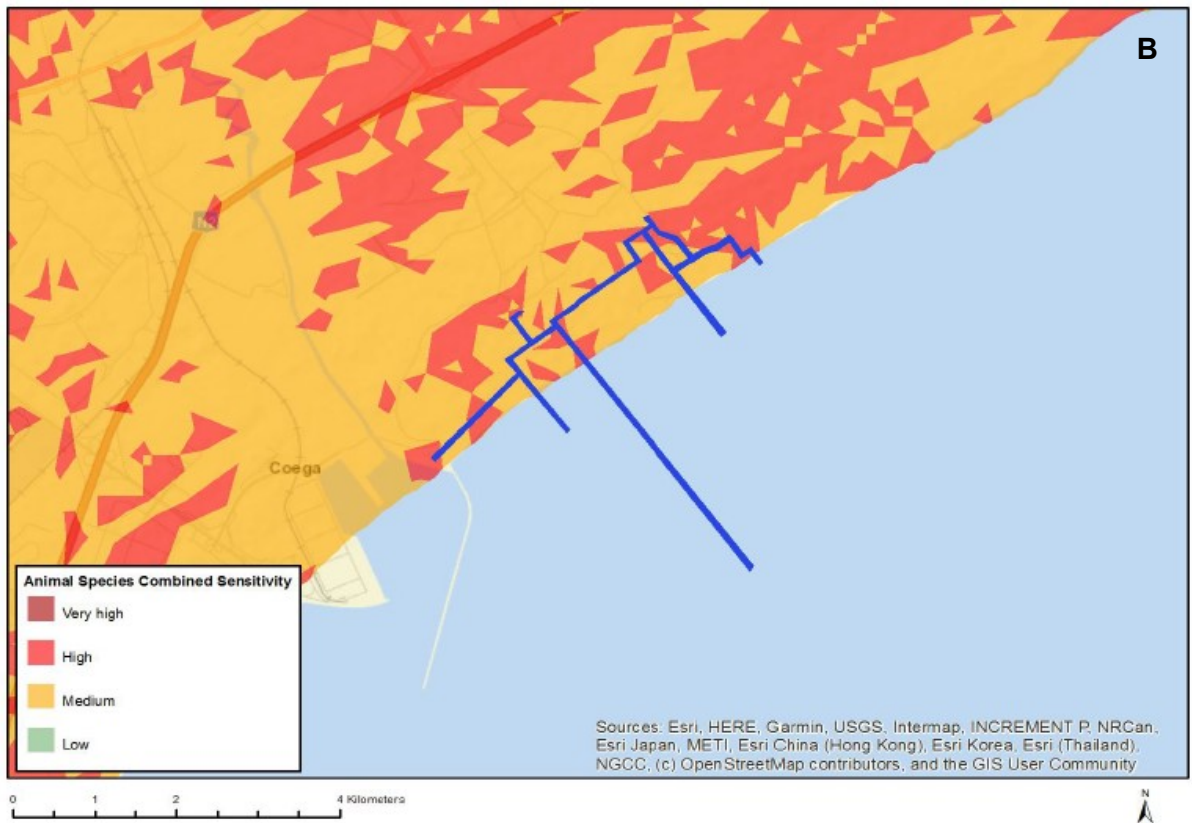 B
Coega
Animal Species Combined Sensitivity
Very high
High
Medium
Low
Sources: Esri, HERE, Garmin, USGS, Intermap, INCREMENT P, NRCan,
Esri Japan, METI, Esri China (Hong Kong), Esri Korea, Esri (Thailand),
NGCC, (c) OpenStreetMap contributors, and the GIS User Community
0 1 2 4 Kilometers
N